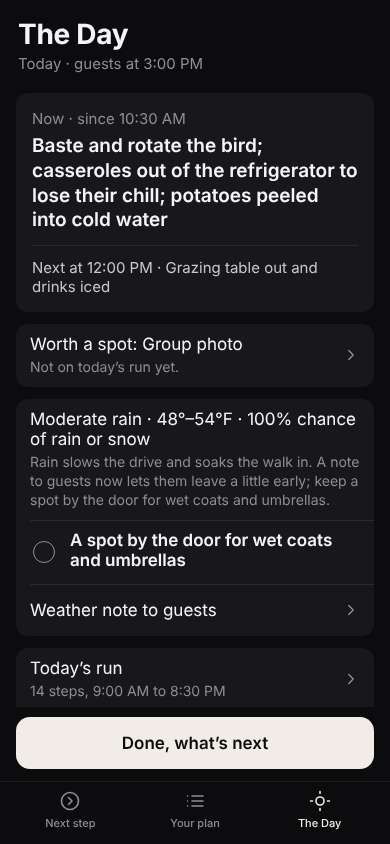 The Day
Today · guests at 3:00 PM
Now · since 10:30 AM
Baste and rotate the bird;
casseroles out of the refrigerator to
lose their chill; potatoes peeled
into cold water
Next at 12:00 PM · Grazing table out and
drinks iced
Worth a spot: Group photo
Not on today’s run yet.
Moderate rain · 48°–54°F · 100% chance
of rain or snow
Rain slows the drive and soaks the walk in. A note
to guests now lets them leave a little early; keep a
spot by the door for wet coats and umbrellas.
A spot by the door for wet coats
and umbrellas
Weather note to guests
Today’s run
14 steps, 9:00 AM to 8:30 PM
Done, what’s next
Next step
Your plan
The Day